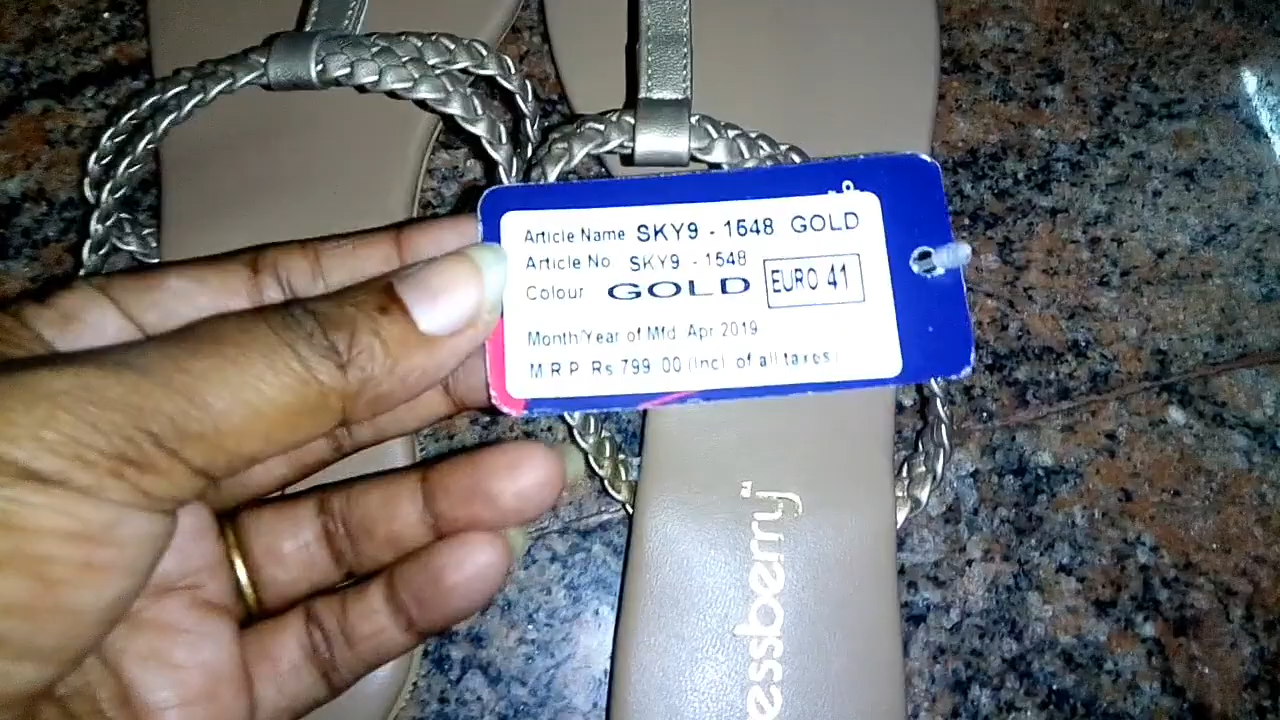 Article Name SKY9 - 1548 GOLD
Article No SKY9 - 1548
Colour GOLD EURO 41
Month/Year of Mfd Apr 2019
M R P Rs 799 00 (Incl of all taxes)
essberry"